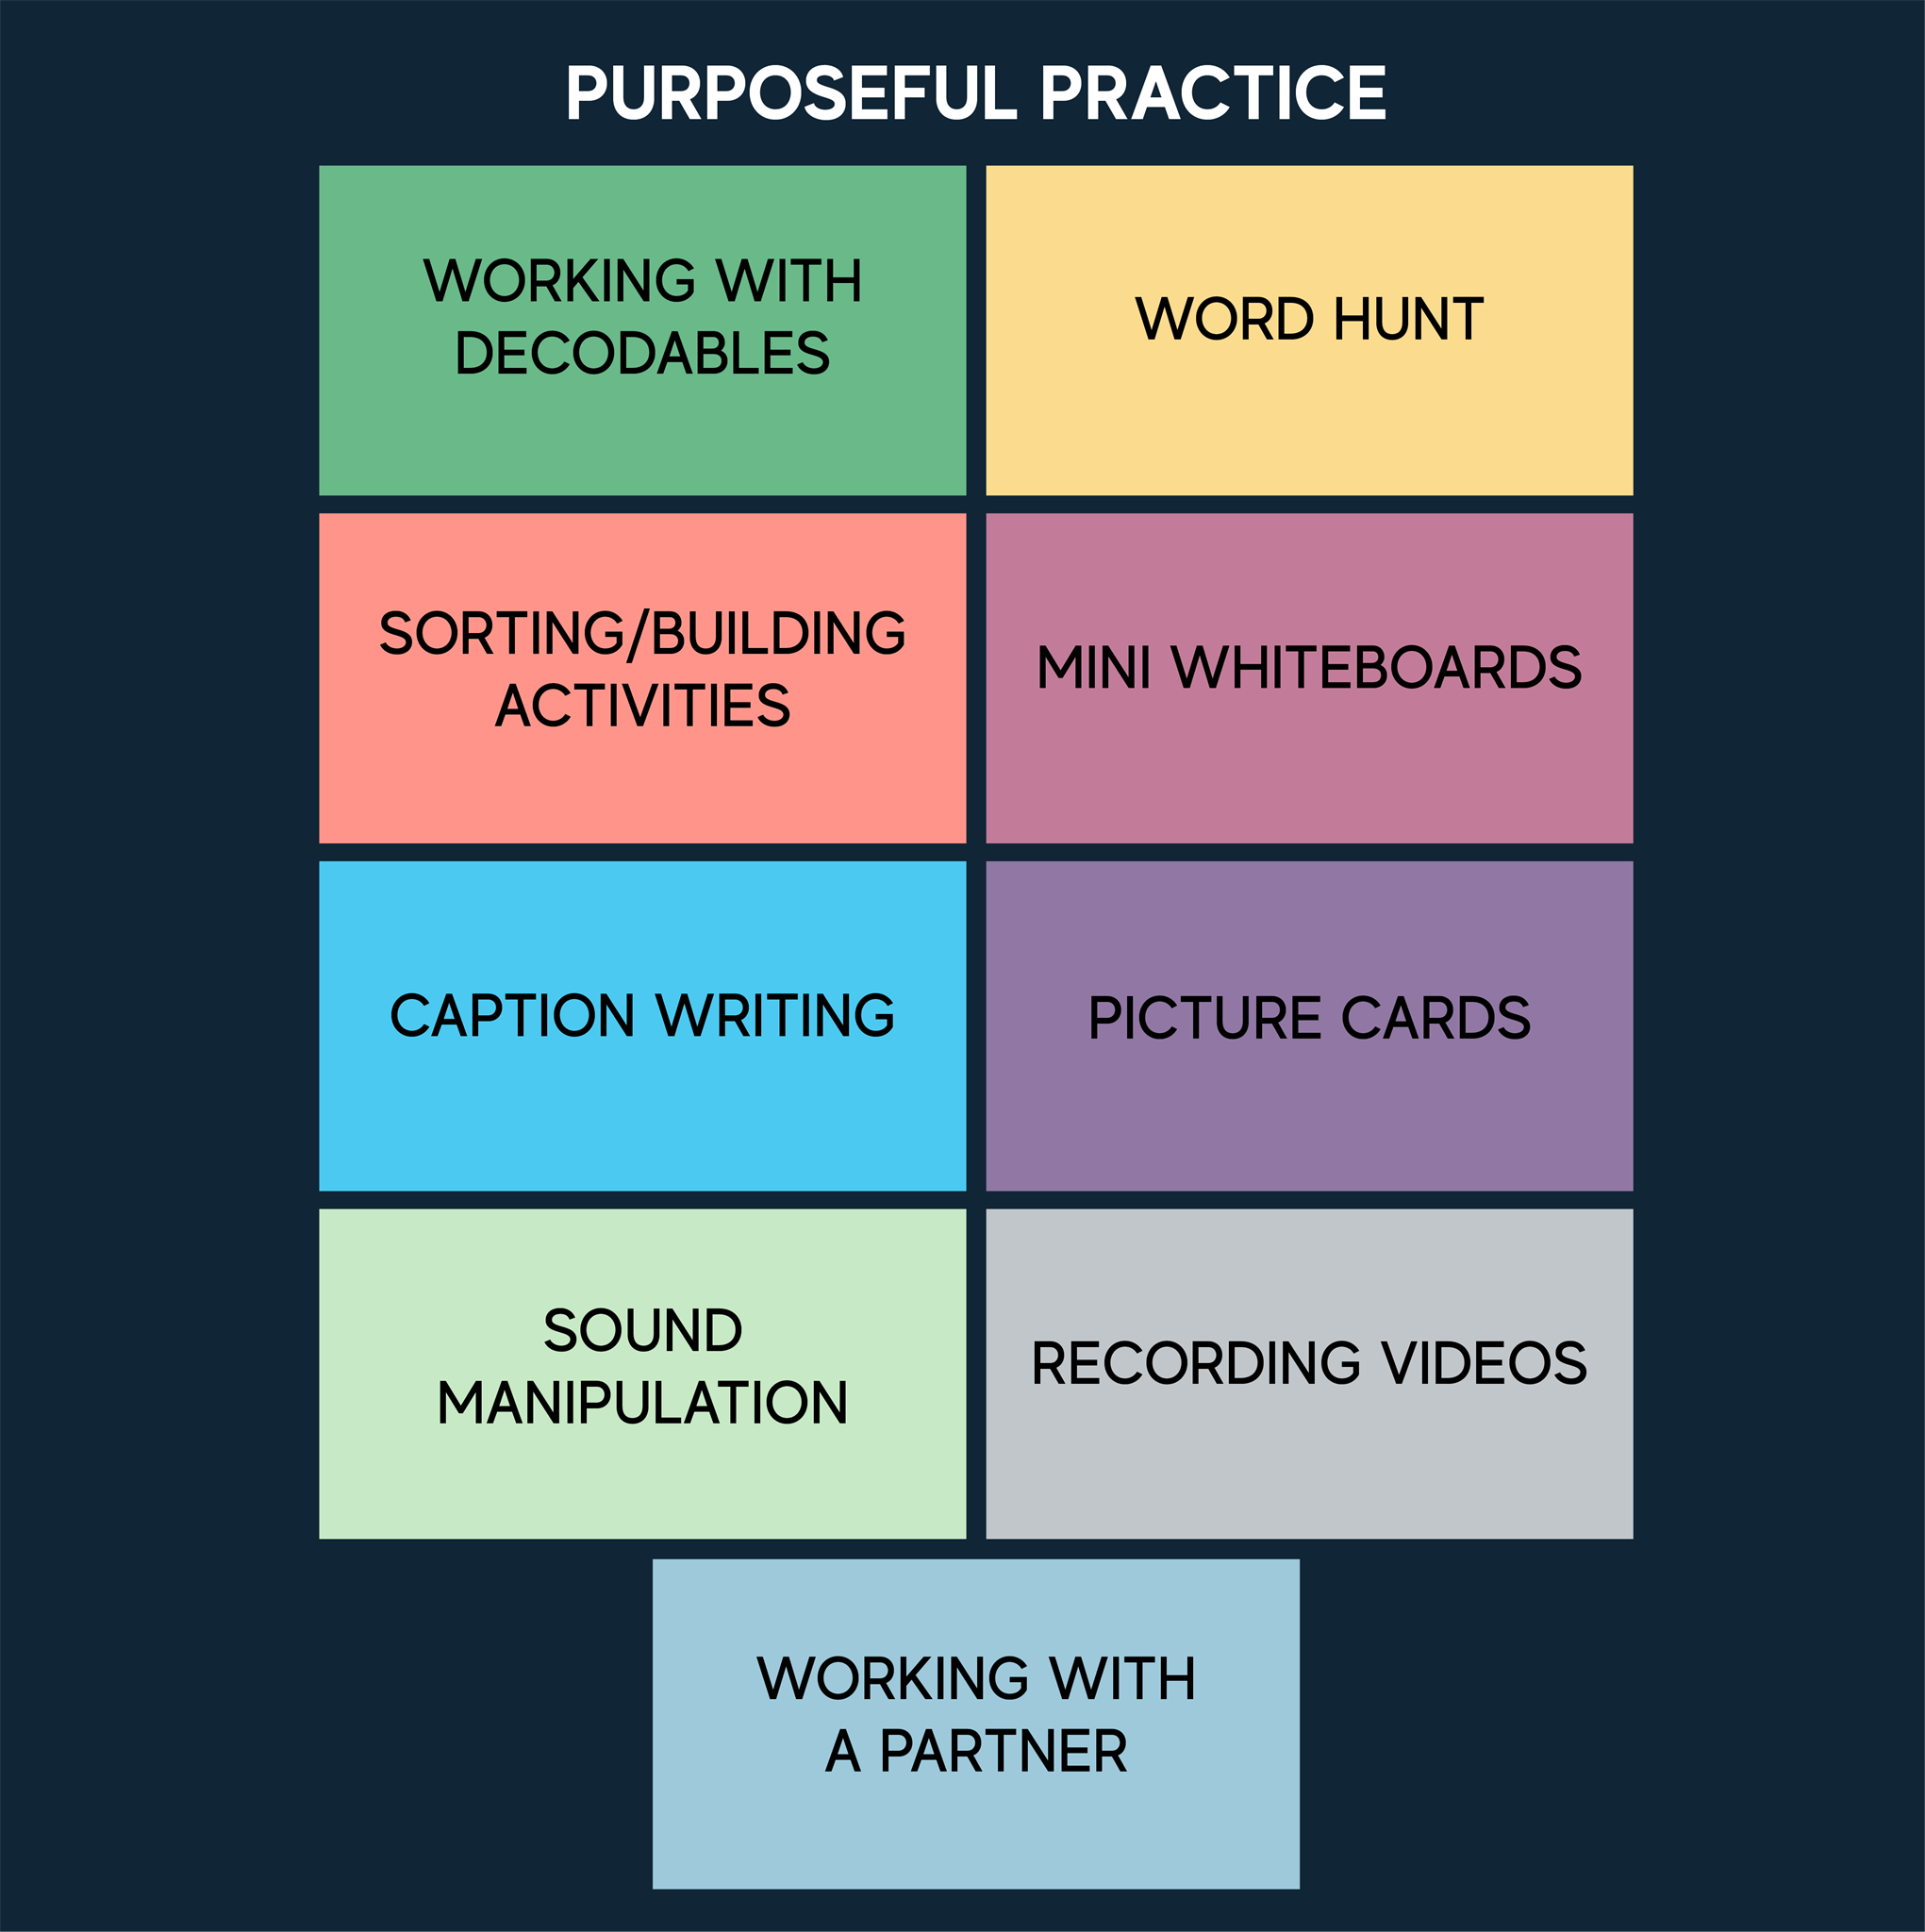 PURPOSEFUL PRACTICE
WORKING WITH
DECODABLES
WORD HUNT
SORTING/BUILDING
ACTIVITIES
MINI WHITEBOARDS
CAPTION WRITING
PICTURE CARDS
SOUND
MANIPULATION
RECORDING VIDEOS
WORKING WITH
A PARTNER